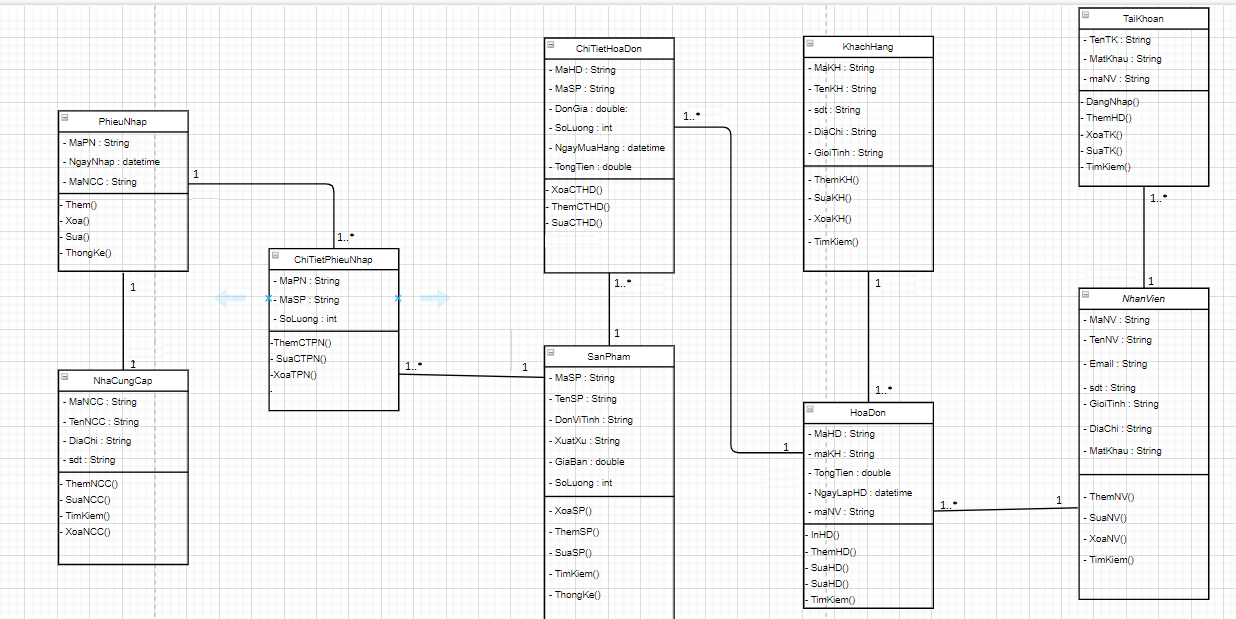 PhieuNhap
- MaPN : String
- NgayNhap : datetime
- MaNCC : String
- Them()
- Xoa()
- Sua()
- ThongKe()
1
1..*
1
1
NhaCungCap
- MaNCC : String
- TenNCC : String
- DiaChi : String
- sdt : String
- ThemNCC()
- SuaNCC()
- TimKiem()
- XoaNCC()
ChiTietPhieuNhap
- MaPN : String
- MaSP : String
- SoLuong : int
-ThemCTPN()
- SuaCTPN()
-XoaTPN()
-
1..*
1
ChiTietHoaDon
- MaHD : String
- MaSP : String
- DonGia : double:
- SoLuong : int
- NgayMuaHang : datetime
- TongTien : double
- XoaCTHD()
- ThemCTHD()
- SuaCTHD()
1..*
1
1..*
1
SanPham
- MaSP : String
- TenSP : String
- DonViTinh : String
- XuatXu : String
- GiaBan : double
- SoLuong : int
- XoaSP()
- ThemSP()
- SuaSP()
- TimKiem()
- ThongKe()
KhachHang
- MaKH : String
- TenKH : String
- sdt : String
- DiaChi : String
- GioiTinh : String
- ThemKH()
- SuaKH()
- XoaKH()
- TimKiem()
1
1..*
HoaDon
- MaHD : String
- maKH : String
- TongTien : double
- NgayLapHD : datetime
- maNV : String
- InHD()
- ThemHD()
- SuaHD()
- SuaHD()
- TimKiem()
1..*
1
TaiKhoan
- TenTK : String
- MatKhau : String
- maNV : String
- DangNhap()
- ThemHD()
- XoaTK()
- SuaTK()
- TimKiem()
1..*
1
NhanVien
- MaNV : String
- TenNV : String
- Email : String
- sdt : String
- GioiTinh : String
- DiaChi : String
- MatKhau : String
- ThemNV()
- SuaNV()
- XoaNV()
- TimKiem()